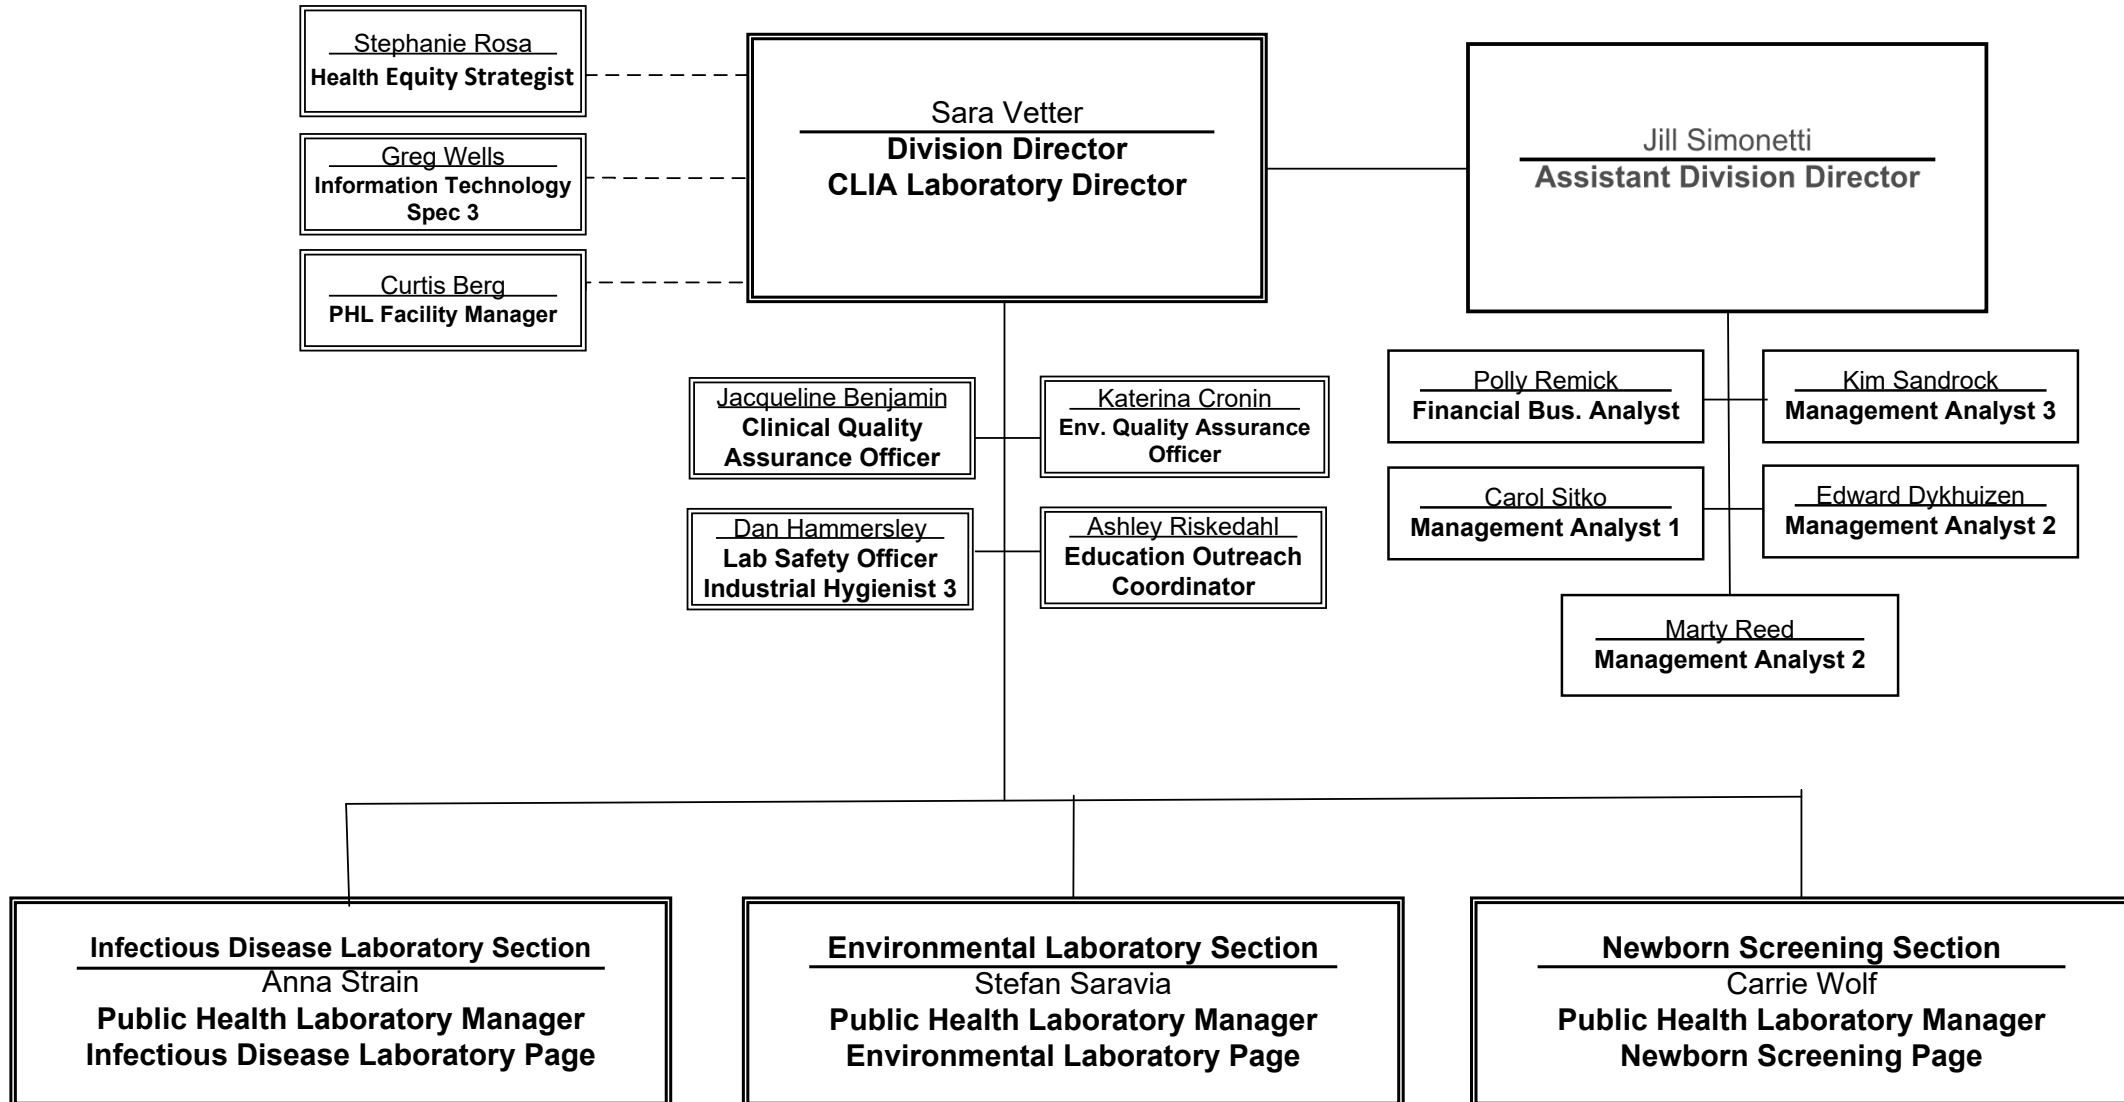 Stephanie Rosa
Health Equity Strategist
Greg Wells
Information Technology
Spec 3
Curtis Berg
PHL Facility Manager
Sara Vetter
Division Director
CLIA Laboratory Director
Jill Simonetti
Assistant Division Director
Jacqueline Benjamin
Clinical Quality
Assurance Officer
Katerina Cronin
Env. Quality Assurance
Officer
Dan Hammersley
Lab Safety Officer
Industrial Hygienist 3
Ashley Riskedahl
Education Outreach
Coordinator
Polly Remick
Financial Bus. Analyst
Kim Sandrock
Management Analyst 3
Carol Sitko
Management Analyst 1
Edward Dykhuizen
Management Analyst 2
Marty Reed
Management Analyst 2
Infectious Disease Laboratory Section
Anna Strain
Public Health Laboratory Manager
Infectious Disease Laboratory Page
Environmental Laboratory Section
Stefan Saravia
Public Health Laboratory Manager
Environmental Laboratory Page
Newborn Screening Section
Carrie Wolf
Public Health Laboratory Manager
Newborn Screening Page